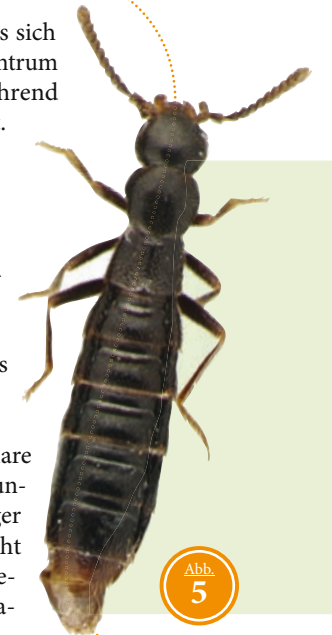 s sich
ntrum
hrend
.
s
are
un-
ger
ht
e-
a-
Abb.
5